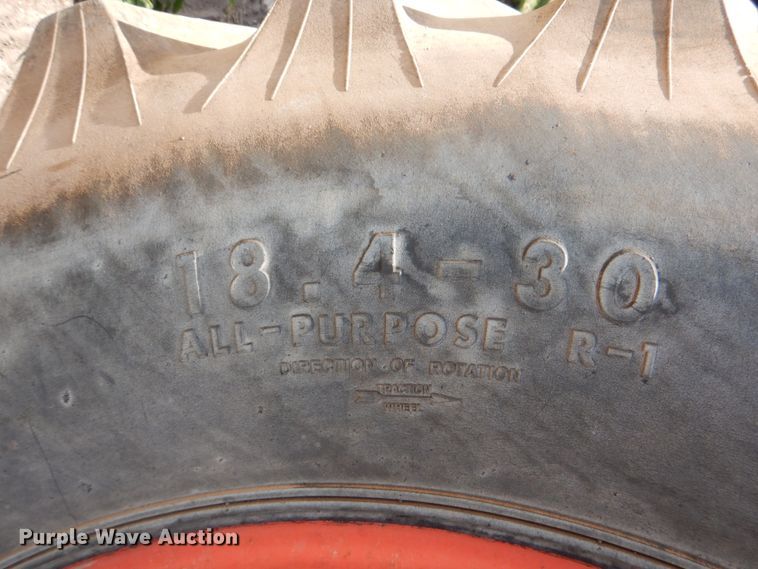 18.4-30
ALL-PURPOSE R-1
DIRECTION OF ROTATION
TRACTION
WHEEL
Purple Wave Auction